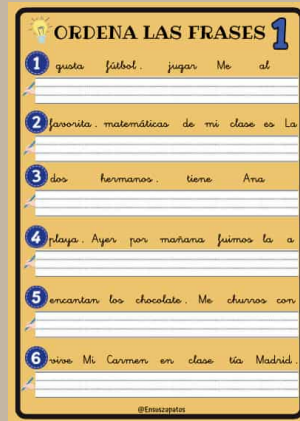 ORDENA LAS FRASES 1
1 gusta fútbol. jugar Me al
2 favorita. matemáticas de mi clase es La
3 dos hermanos. tiene Ana
4 playa. Ayer por mañana fuimos la a
5 encantan los chocolate. Me churros con
6 vive Mi Carmen en clase tía Madrid.
@Ensuszapatos